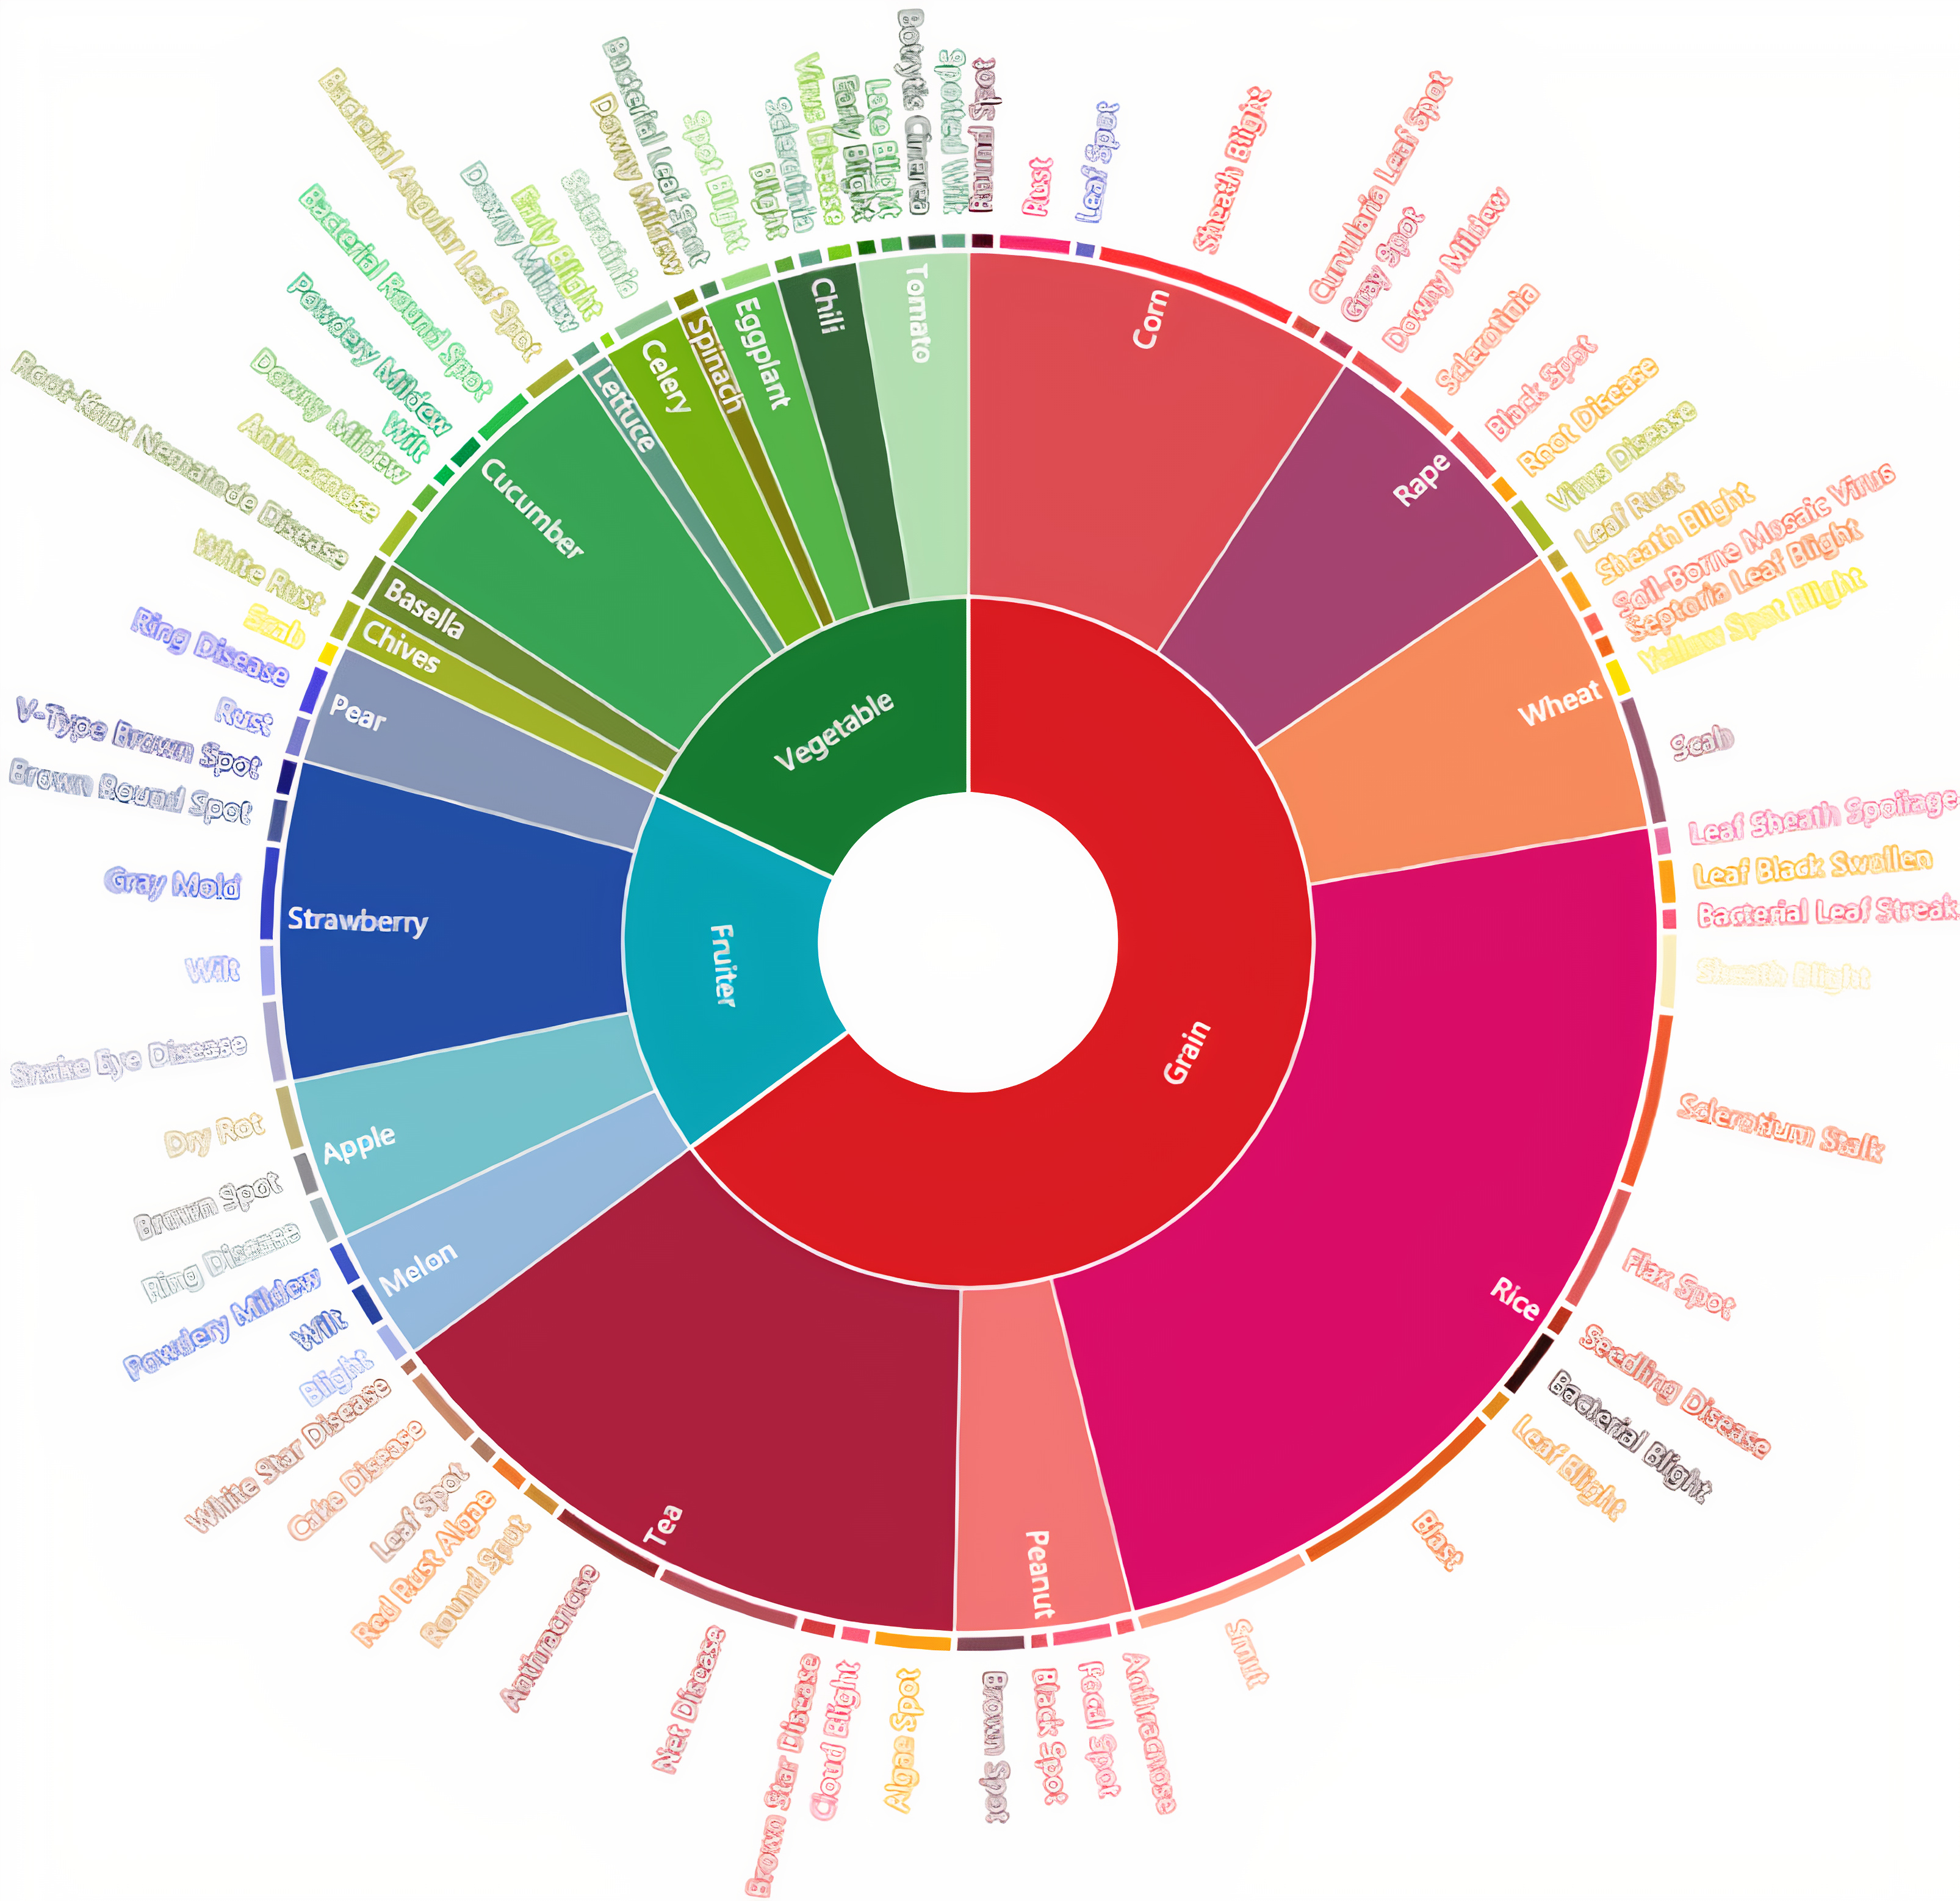 Grain
Fruiter
Vegetable
Corn
Rape
Wheat
Rice
Peanut
Tea
Melon
Apple
Strawberry
Pear
Chives
Basella
Cucumber
Lettuce
Celery
Spinach
Eggplant
Chili
Tomato
Rust
Leaf Spot
Sheath Blight
Curvularia Leaf Spot
Gray Spot
Downy Mildew
Sclerotinia
Black Spot
Root Disease
Virus Disease
Leaf Rust
Sheath Blight
Soil-Borne Mosaic Virus
Septoria Leaf Blight
Yellow Spot Blight
Scab
Leaf Sheath Spoilage
Leaf Black Swollen
Bacterial Leaf Streak
Sheath Blight
Sclerotium Stalk
Flax Spot
Seedling Disease
Bacterial Blight
Leaf Blight
Blast
Smut
Anthracnose
Focal Spot
Black Spot
Brown Spot
Algae Spot
Cloud Blight
Brown Star Disease
Net Disease
Anthracnose
Round Spot
Red Rust Algae
Leaf Spot
Cake Disease
White Star Disease
Blight
Wilt
Powdery Mildew
Ring Disease
Brown Spot
Dry Rot
Snake Eye Disease
Wilt
Gray Mold
Brown Round Spot
V-Type Brown Spot
Rust
Ring Disease
Scab
White Rust
Root-Knot Nematode Disease
Anthracnose
Downy Mildew
Wilt
Powdery Mildew
Bacterial Round Spot
Bacterial Angular Leaf Spot
Downy Mildew
Early Blight
Sclerotinia
Downy Mildew
Bacterial Leaf Spot
Spot Blight
Blight
Sclerotinia
Virus Disease
Early Blight
Late Blight
Botrytis Cinerea
Spotted Wilt